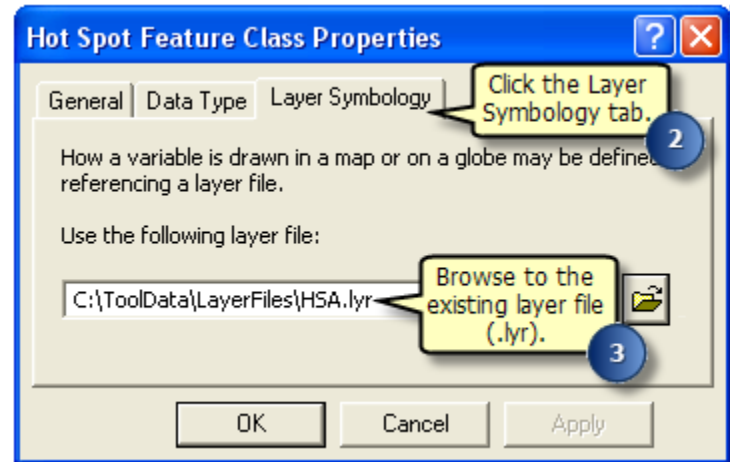 Hot Spot Feature Class Properties
General Data Type Layer Symbology
Click the Layer
Symbology tab.
2
How a variable is drawn in a map or on a globe may be define
referencing a layer file.
Use the following layer file:
C:\ToolData\LayerFiles\HSA.lyr
Browse to the
existing layer file
(.lyr).
3
OK Cancel Apply